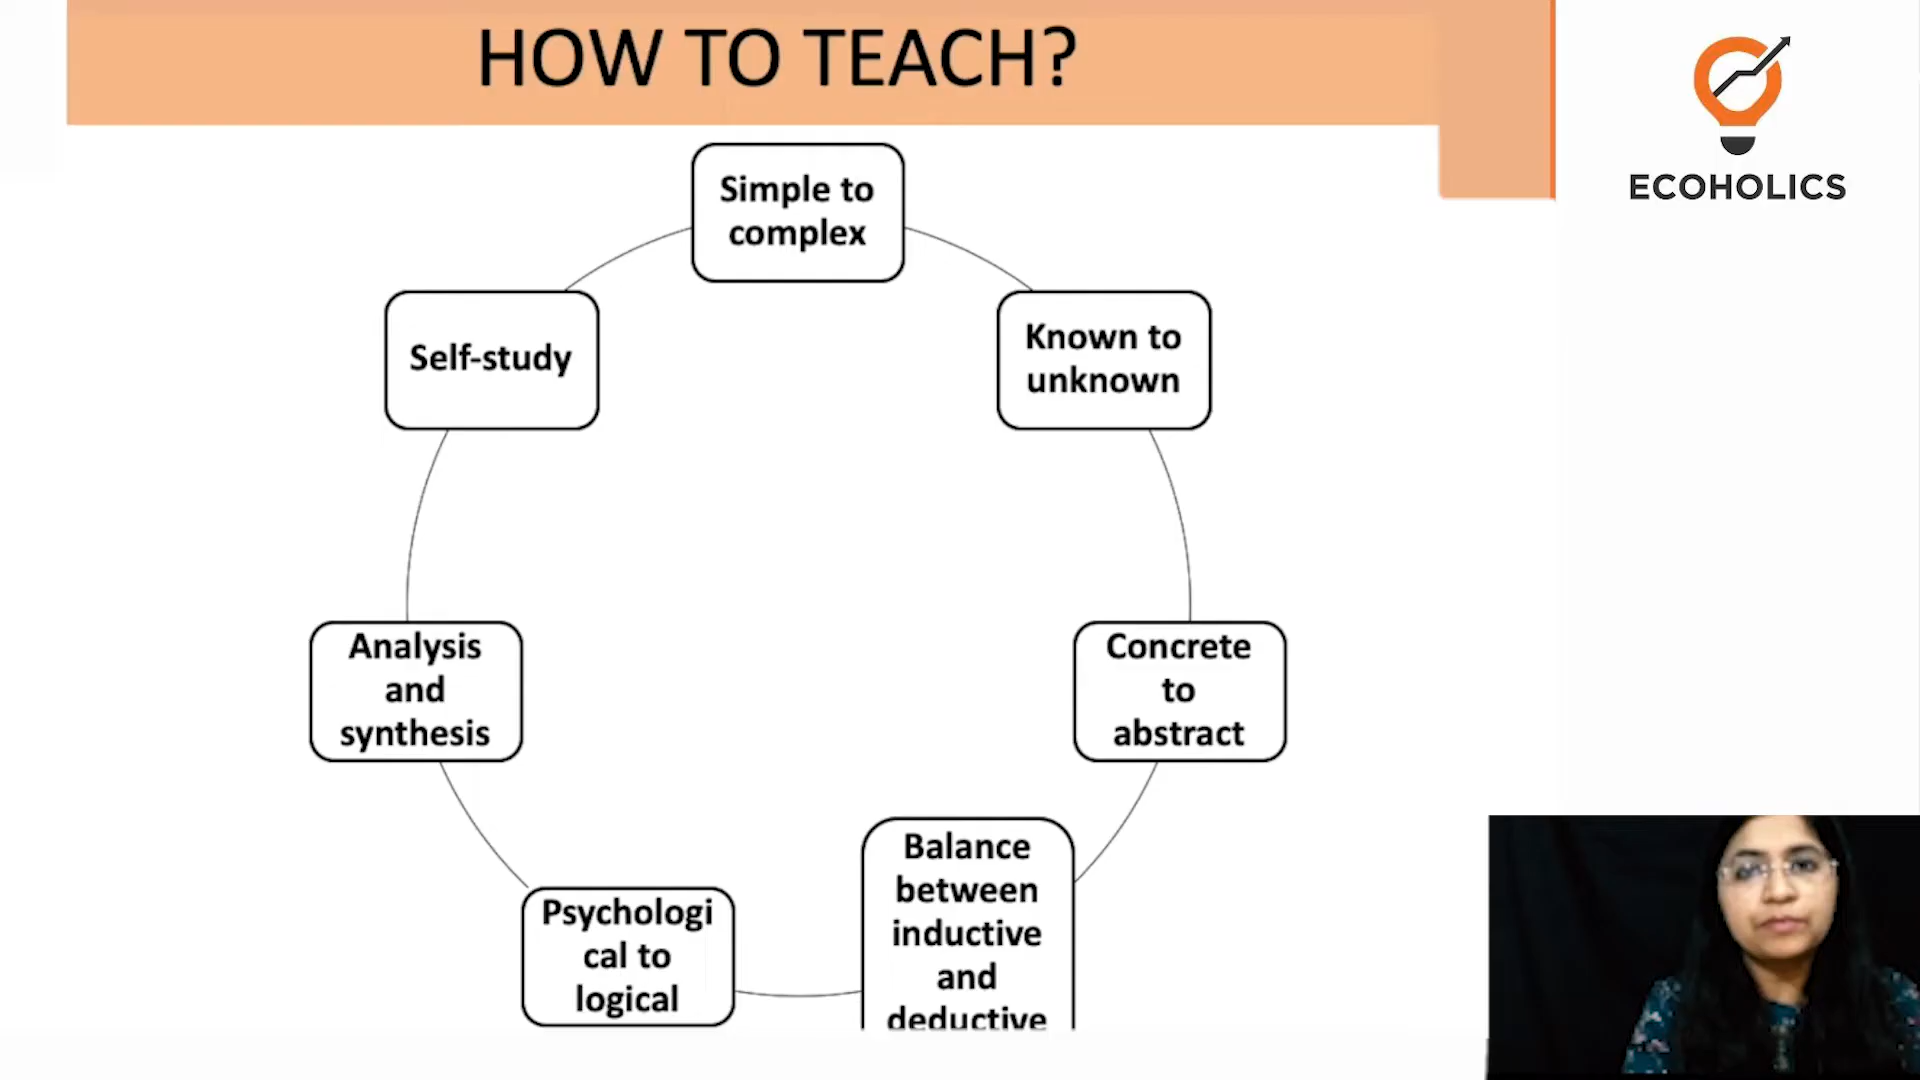 HOW TO TEACH?
ECOHOLICS
Simple to
complex
Known to
unknown
Concrete
to
abstract
Balance
between
inductive
and
deductive
Psychologi
cal to
logical
Analysis
and
synthesis
Self-study